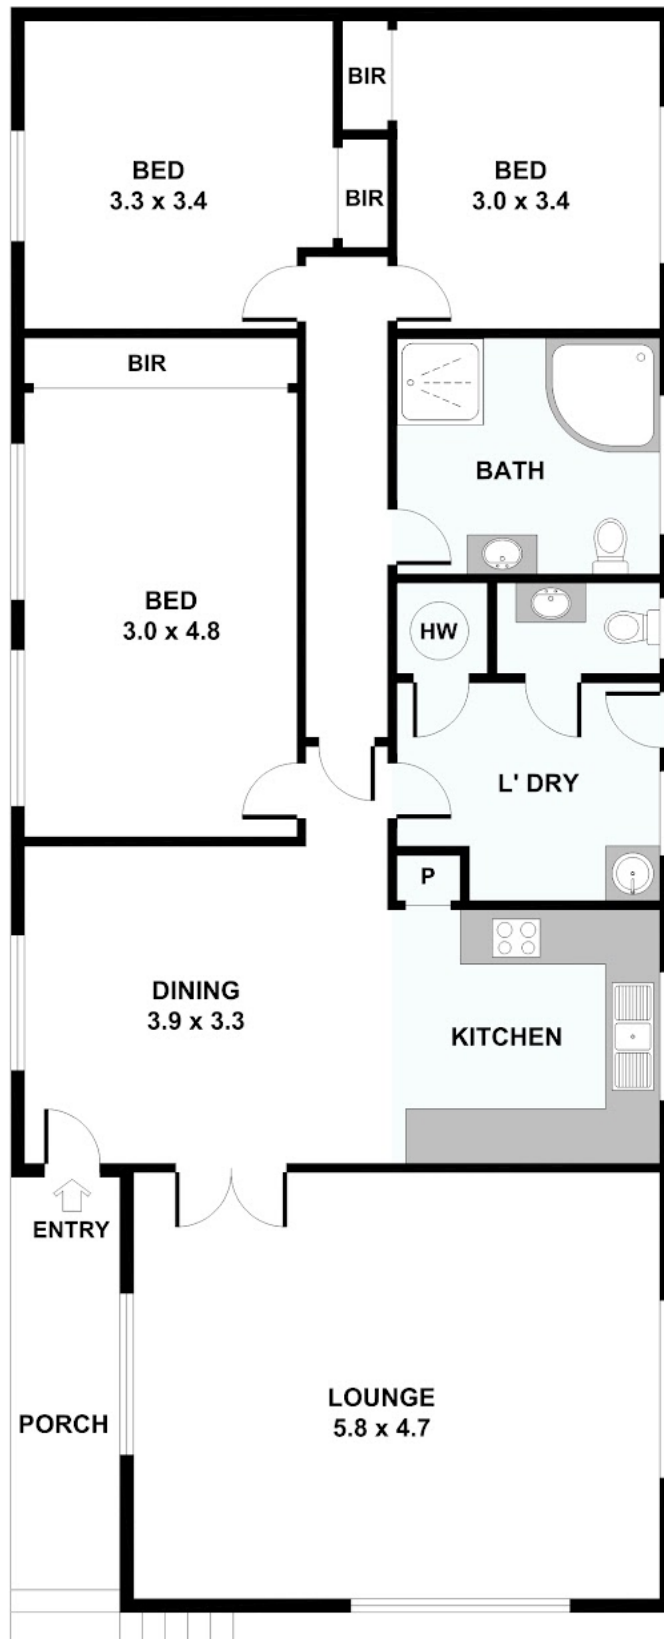 BIR
BED
3.3 x 3.4
BIR
BED
3.0 x 3.4
BIR
BATH
BED
3.0 x 4.8
HW
L' DRY
P
DINING
3.9 x 3.3
KITCHEN
ENTRY
PORCH
LOUNGE
5.8 x 4.7